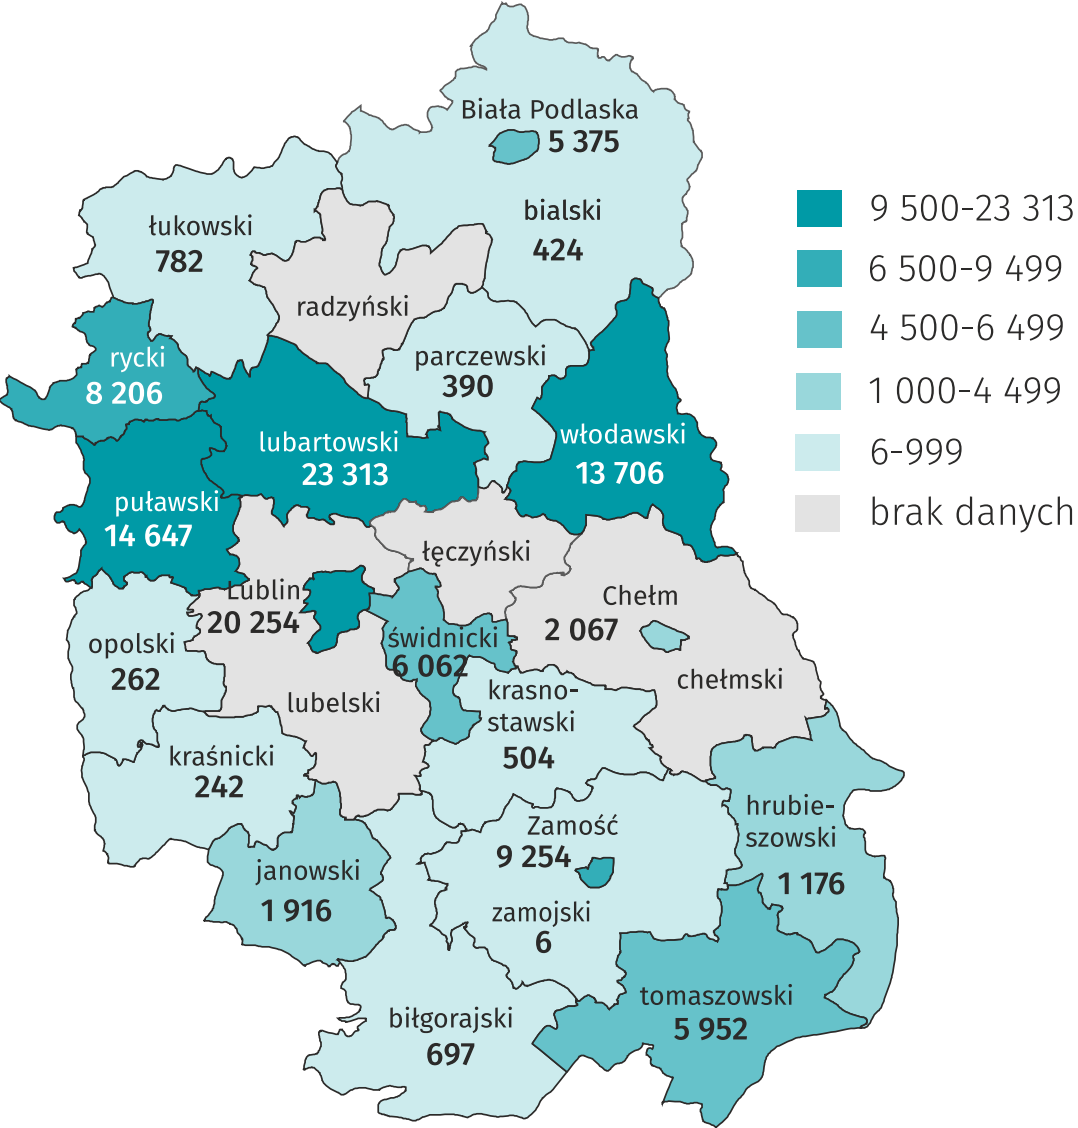 Biała Podlaska
5 375
bialski
424
łukowski
782
radzyński
rycki
8 206
parczewski
390
lubartowski
23 313
włodawski
13 706
puławski
14 647
łęczyński
Lublin
20 254
Chełm
2 067
świdnicki
6 062
opolski
262
lubelski
chełmski
krasno-
stawski
504
kraśnicki
242
hrubie-
szowski
1 176
Zamość
9 254
janowski
1 916
zamojski
6
tomaszowski
5 952
biłgorajski
697
9 500-23 313
6 500-9 499
4 500-6 499
1 000-4 499
6-999
brak danych